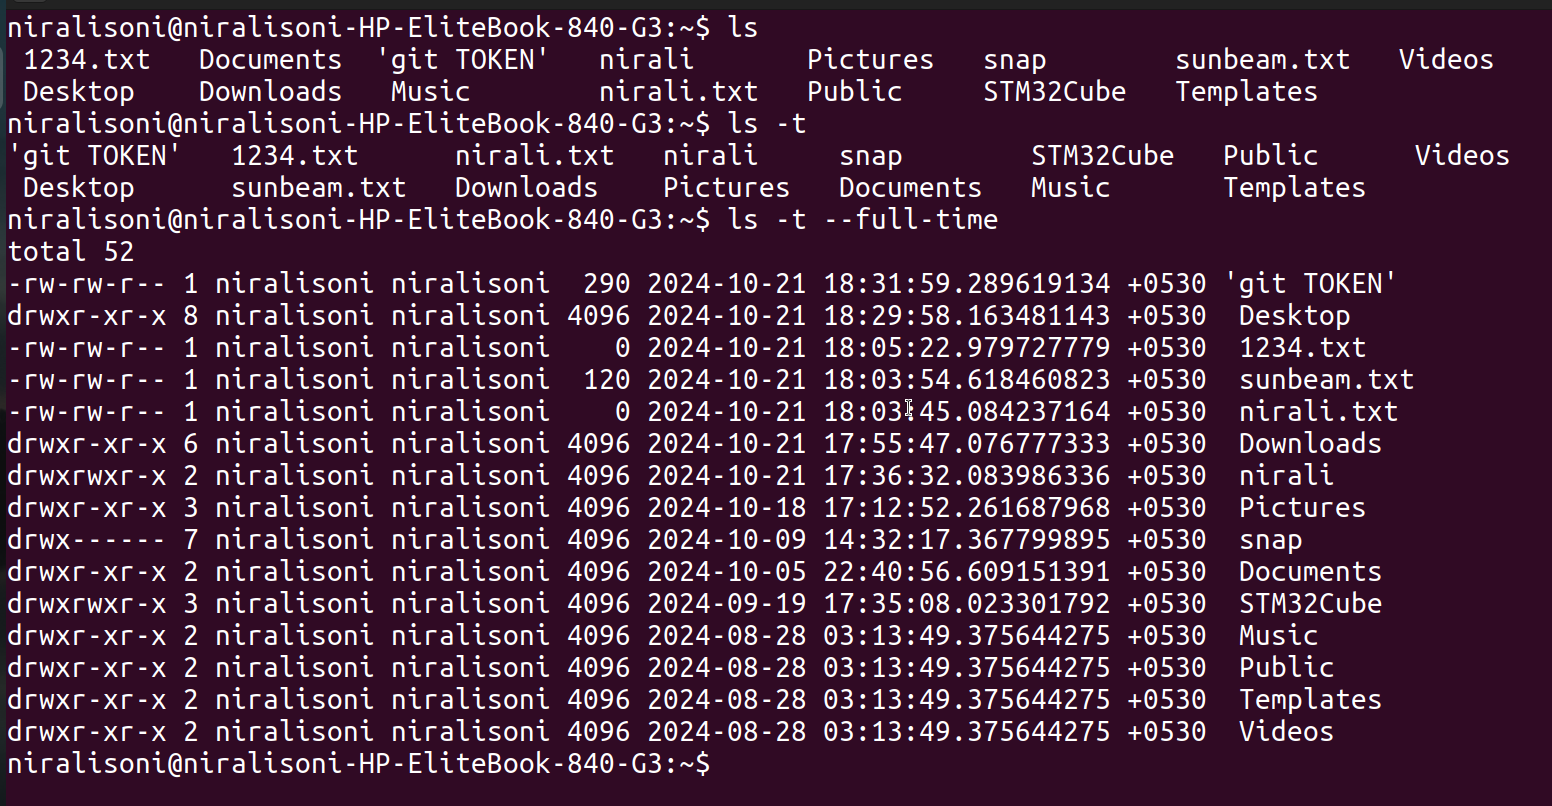 niralisoni@niralisoni-HP-EliteBook-840-G3:~$ ls
 1234.txt   Documents  'git TOKEN'   nirali       Pictures   snap        sunbeam.txt   Videos
 Desktop    Downloads   Music        nirali.txt   Public     STM32Cube   Templates
niralisoni@niralisoni-HP-EliteBook-840-G3:~$ ls -t
'git TOKEN'   1234.txt      nirali.txt   nirali     snap        STM32Cube   Public      Videos
 Desktop      sunbeam.txt   Downloads    Pictures   Documents   Music       Templates
niralisoni@niralisoni-HP-EliteBook-840-G3:~$ ls -t --full-time
total 52
-rw-rw-r-- 1 niralisoni niralisoni  290 2024-10-21 18:31:59.289619134 +0530 'git TOKEN'
drwxr-xr-x 8 niralisoni niralisoni 4096 2024-10-21 18:29:58.163481143 +0530  Desktop
-rw-rw-r-- 1 niralisoni niralisoni    0 2024-10-21 18:05:22.979727779 +0530  1234.txt
-rw-rw-r-- 1 niralisoni niralisoni  120 2024-10-21 18:03:54.618460823 +0530  sunbeam.txt
-rw-rw-r-- 1 niralisoni niralisoni    0 2024-10-21 18:03:45.084237164 +0530  nirali.txt
drwxr-xr-x 6 niralisoni niralisoni 4096 2024-10-21 17:55:47.076777333 +0530  Downloads
drwxrwxr-x 2 niralisoni niralisoni 4096 2024-10-21 17:36:32.083986336 +0530  nirali
drwxr-xr-x 3 niralisoni niralisoni 4096 2024-10-18 17:12:52.261687968 +0530  Pictures
drwx------ 7 niralisoni niralisoni 4096 2024-10-09 14:32:17.367799895 +0530  snap
drwxr-xr-x 2 niralisoni niralisoni 4096 2024-10-05 22:40:56.609151391 +0530  Documents
drwxrwxr-x 3 niralisoni niralisoni 4096 2024-09-19 17:35:08.023301792 +0530  STM32Cube
drwxr-xr-x 2 niralisoni niralisoni 4096 2024-08-28 03:13:49.375644275 +0530  Music
drwxr-xr-x 2 niralisoni niralisoni 4096 2024-08-28 03:13:49.375644275 +0530  Public
drwxr-xr-x 2 niralisoni niralisoni 4096 2024-08-28 03:13:49.375644275 +0530  Templates
drwxr-xr-x 2 niralisoni niralisoni 4096 2024-08-28 03:13:49.375644275 +0530  Videos
niralisoni@niralisoni-HP-EliteBook-840-G3:~$